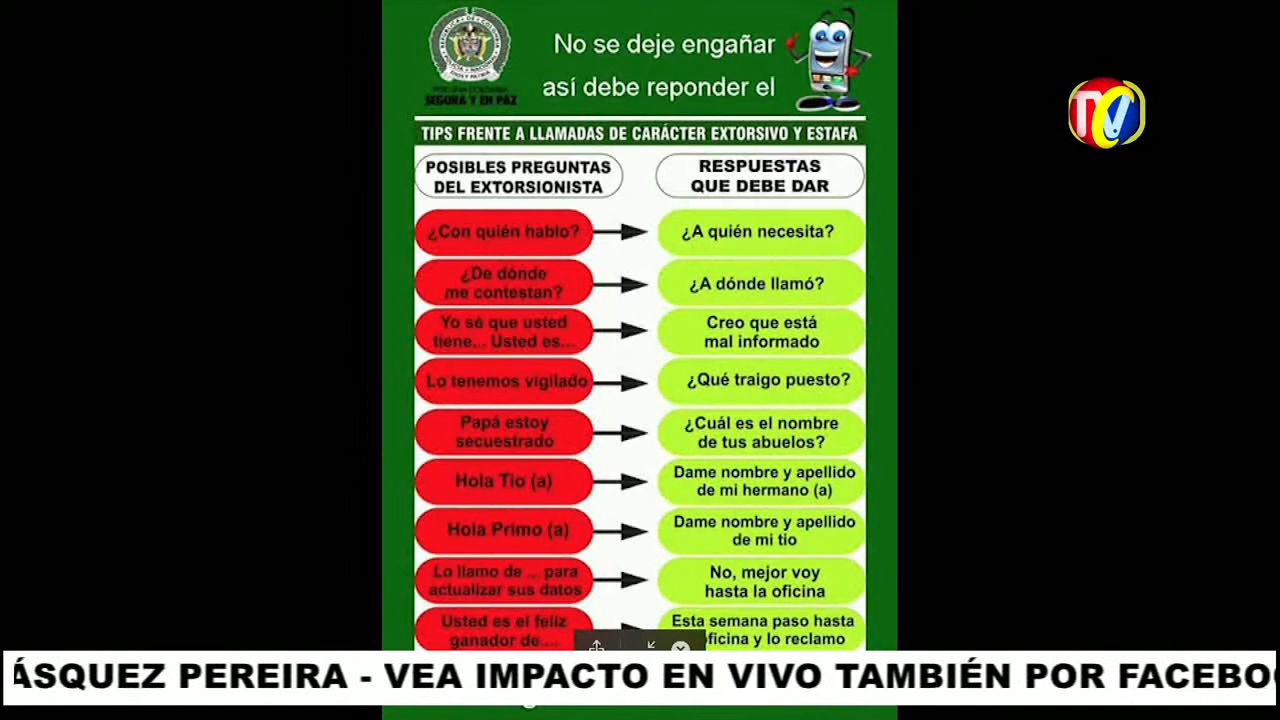 No se deje engañar
así debe reponder el
SEGURA Y EN PAZ
TIPS FRENTE A LLAMADAS DE CARÁCTER EXTORSIVO Y ESTAFA
POSIBLES PREGUNTAS
DEL EXTORSIONISTA
RESPUESTAS
QUE DEBE DAR
¿Con quién hablo?
¿A quién necesita?
¿De dónde
me contestan?
¿A dónde llamó?
Yo sé que usted
tiene... Usted es...
Creo que está
mal informado
Lo tenemos vigilado
¿Qué traigo puesto?
Papá estoy
secuestrado
¿Cuál es el nombre
de tus abuelos?
Hola Tio (a)
Dame nombre y apellido
de mi hermano (a)
Hola Primo (a)
Dame nombre y apellido
de mi tio
Lo llamo de ... para
actualizar sus datos
No, mejor voy
hasta la oficina
Usted es el feliz
ganador de....
Esta semana paso hasta
oficina y lo reclamo
TVC
ÁSQUEZ PEREIRA - VEA IMPACTO EN VIVO TAMBIÉN POR FACEBO